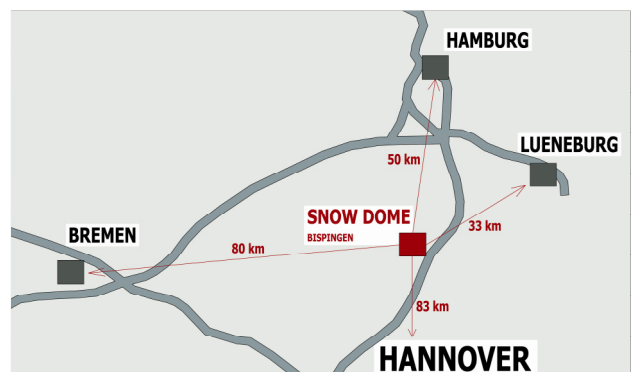 HAMBURG
LUENEBURG
50 km
SNOW DOME
BISPINGEN
33 km
BREMEN
80 km
83 km
HANNOVER